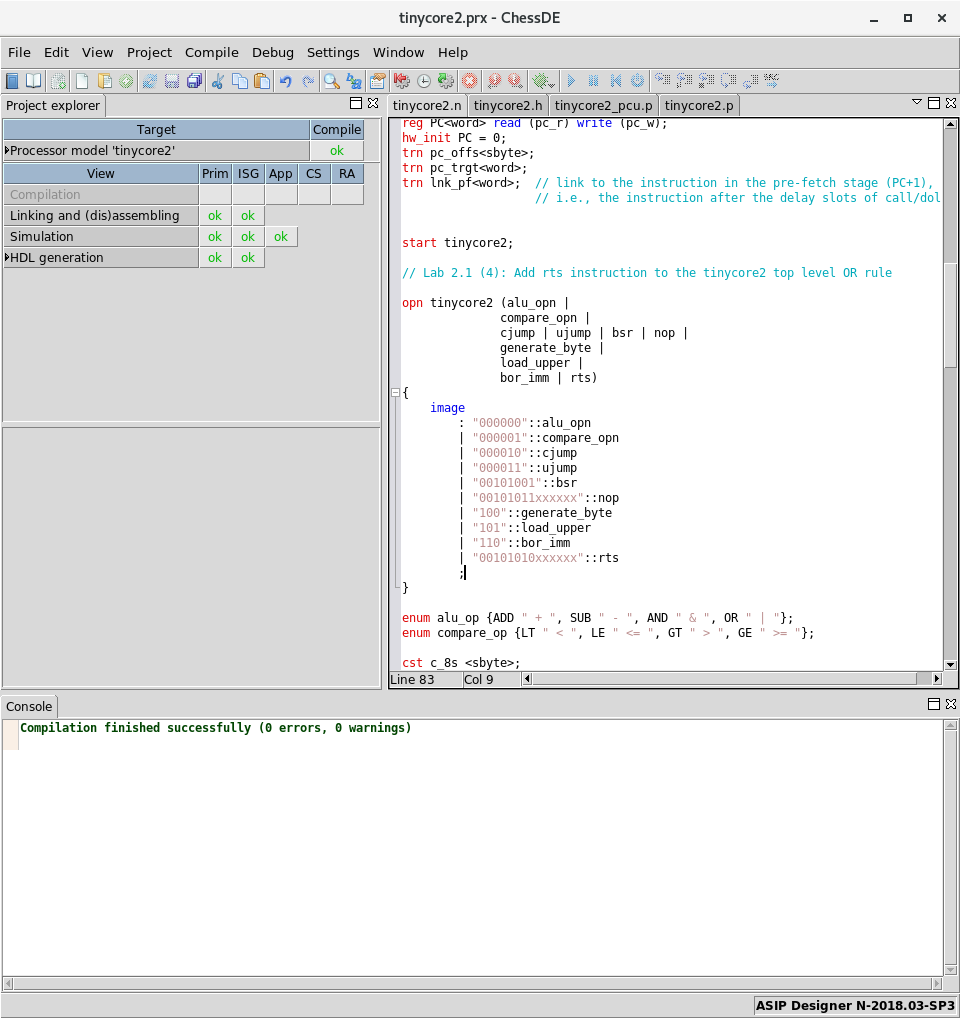 tinycore2.prx - ChessDE
File Edit View Project Compile Debug Settings Window Help
Project explorer
Target Compile
Processor model 'tinycore2' ok
View Prim ISG App CS RA
Compilation
Linking and (dis)assembling ok ok
Simulation ok ok ok
HDL generation ok ok
tinycore2.n tinycore2.h tinycore2_pcu.p tinycore2.p
reg PC<word> read (pc_r) write (pc_w);
hw_init PC = 0;
trn pc_offs<sbyte>;
trn pc_trgt<word>;
trn lnk_pf<word>;  // link to the instruction in the pre-fetch stage (PC+1),
// i.e., the instruction after the delay slots of call/dol
start tinycore2;
// Lab 2.1 (4): Add rts instruction to the tinycore2 top level OR rule
opn tinycore2 (alu_opn |
compare_opn |
cjump | ujump | bsr | nop |
generate_byte |
load_upper |
bor_imm | rts)
{
image
: "000000"::alu_opn
| "000001"::compare_opn
| "000010"::cjump
| "000011"::ujump
| "00101001"::bsr
| "00101011xxxxxx"::nop
| "100"::generate_byte
| "101"::load_upper
| "110"::bor_imm
| "00101010xxxxxx"::rts
;
}
enum alu_op {ADD " + ", SUB " - ", AND " & ", OR " | "};
enum compare_op {LT " < ", LE " <= ", GT " > ", GE " >= "};
cst c_8s <sbyte>;
Line 83 Col 9
Console
Compilation finished successfully (0 errors, 0 warnings)
ASIP Designer N-2018.03-SP3